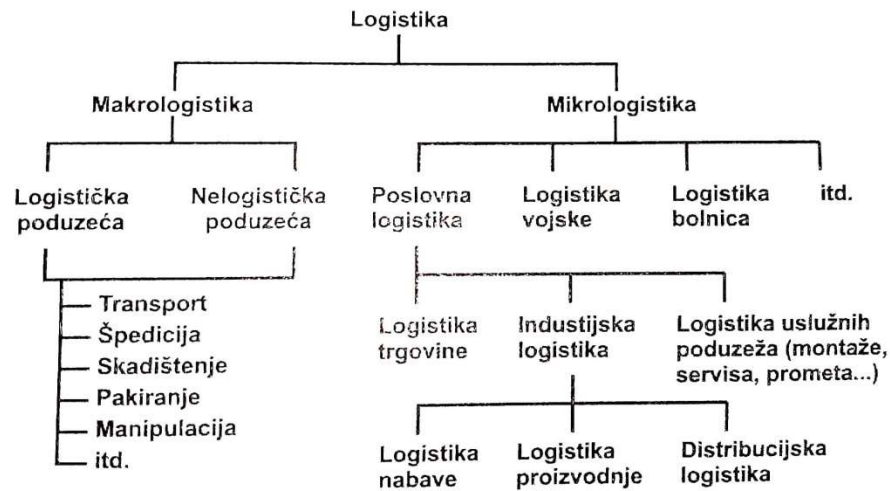 Logistika
Makrologistika
Mikrologistika
Logistička
poduzeća
Nelogistička
poduzeća
Poslovna
logistika
Logistika
vojske
Logistika
bolnica
itd.
Transport
Špedicija
Skadištenje
Pakiranje
Manipulacija
itd.
Logistika
trgovine
Industijska
logistika
Logistika uslužnih
poduzeža (montaže,
servisa, prometa...)
Logistika
nabave
Logistika
proizvodnje
Distribucijska
logistika